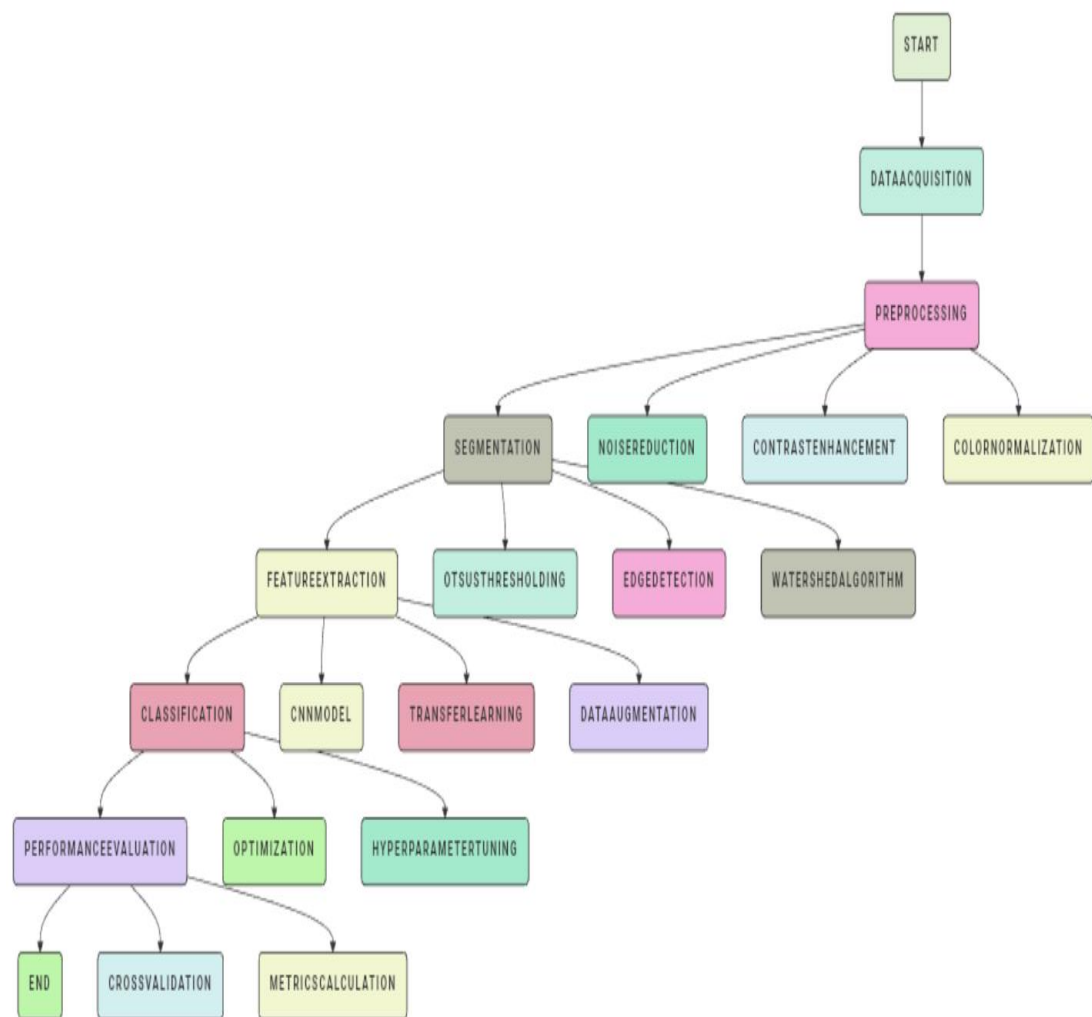 START
DATAACQUISITION
PREPROCESSING
SEGMENTATION
NOISEREDUCTION
CONTRASTENHANCEMENT
COLORNORMALIZATION
FEATUREEXTRACTION
OTSUSTHRESHOLDING
EDGEDETECTION
WATERSHEDALGORITHM
CLASSIFICATION
CNNMODEL
TRANSFERLEARNING
DATAAUGMENTATION
PERFORMANCEEVALUATION
OPTIMIZATION
HYPERPARAMETERTUNING
END
CROSSVALIDATION
METRICSCALCULATION